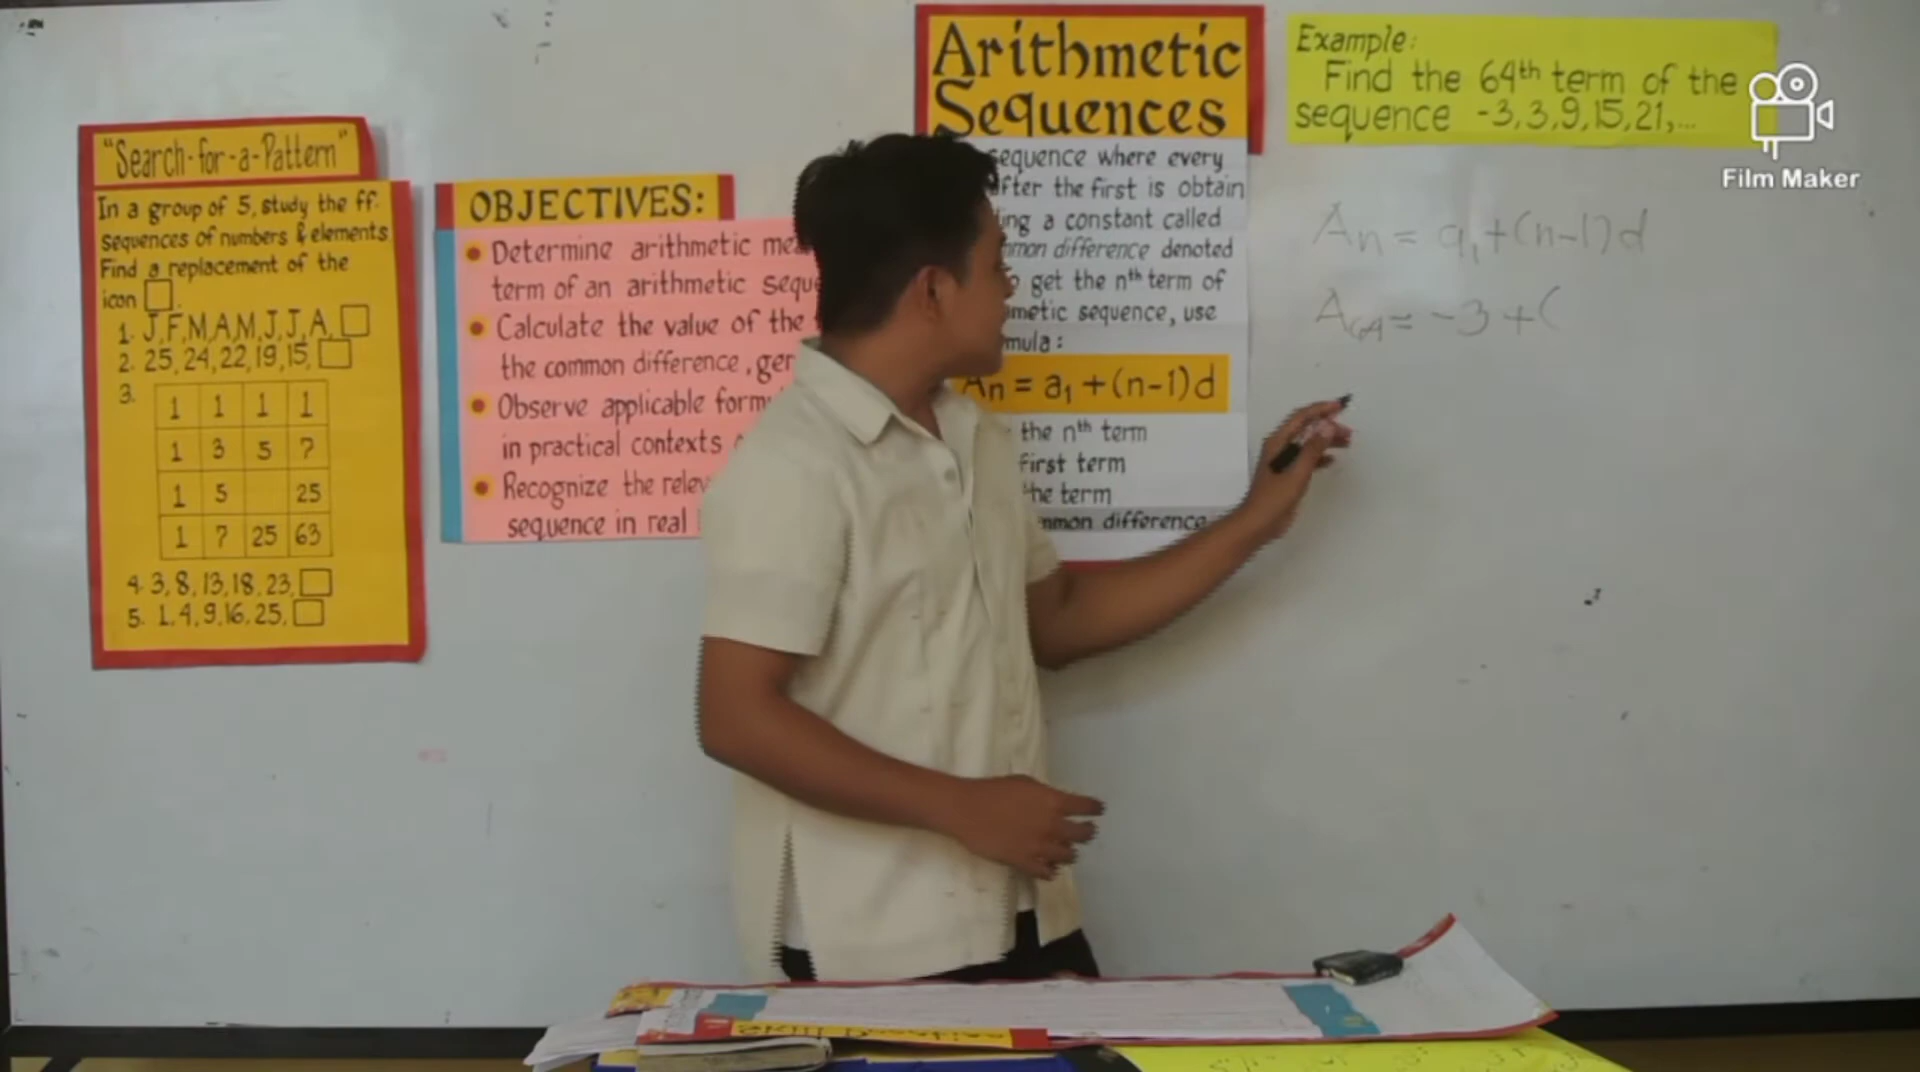 "Search-for-a-Pattern"
In a group of 5, study the ff.
sequences of numbers & elements
Find a replacement of the
icon □.
1. J,F,M,A,M,J,J,A, □
2. 25, 24, 22, 19, 15, □
3.
1 1 1 1
1 3 5 7
1 5 25
1 7 25 63
4. 3, 8, 13, 18, 23, □
5. 1, 4, 9, 16, 25, □
OBJECTIVES:
Determine arithmetic
term of an arithmetic
Calculate the value of the
the common difference,
Observe applicable
in practical contexts
Recognize the
sequence in real
Arithmetic
Sequences
sequence where every
after the first is obtain
a constant called
difference denoted
get the nth term of
sequence, use
:
An = a1 + (n-1)d
the nth term
first term
the term
difference
Example:
Find the 64th term of the
sequence -3, 3, 9, 15, 21, ...
An = a1 + (n-1)d
A64 = -3 + (
Film Maker